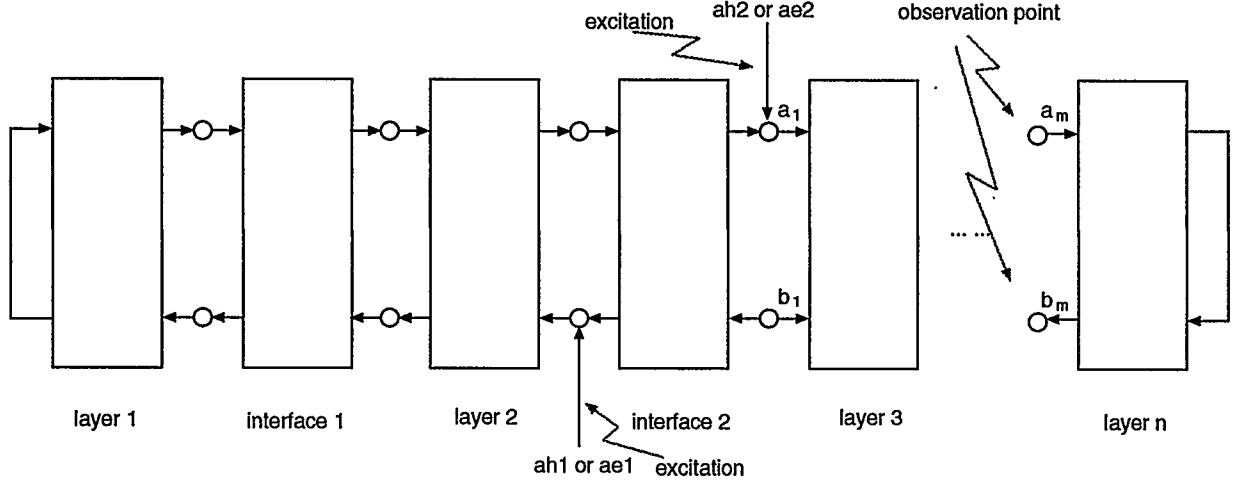 ah2 or ae2
excitation
observation point
a1
am
... ...
b1
bm
layer 1
interface 1
layer 2
interface 2
layer 3
layer n
ah1 or ae1
excitation